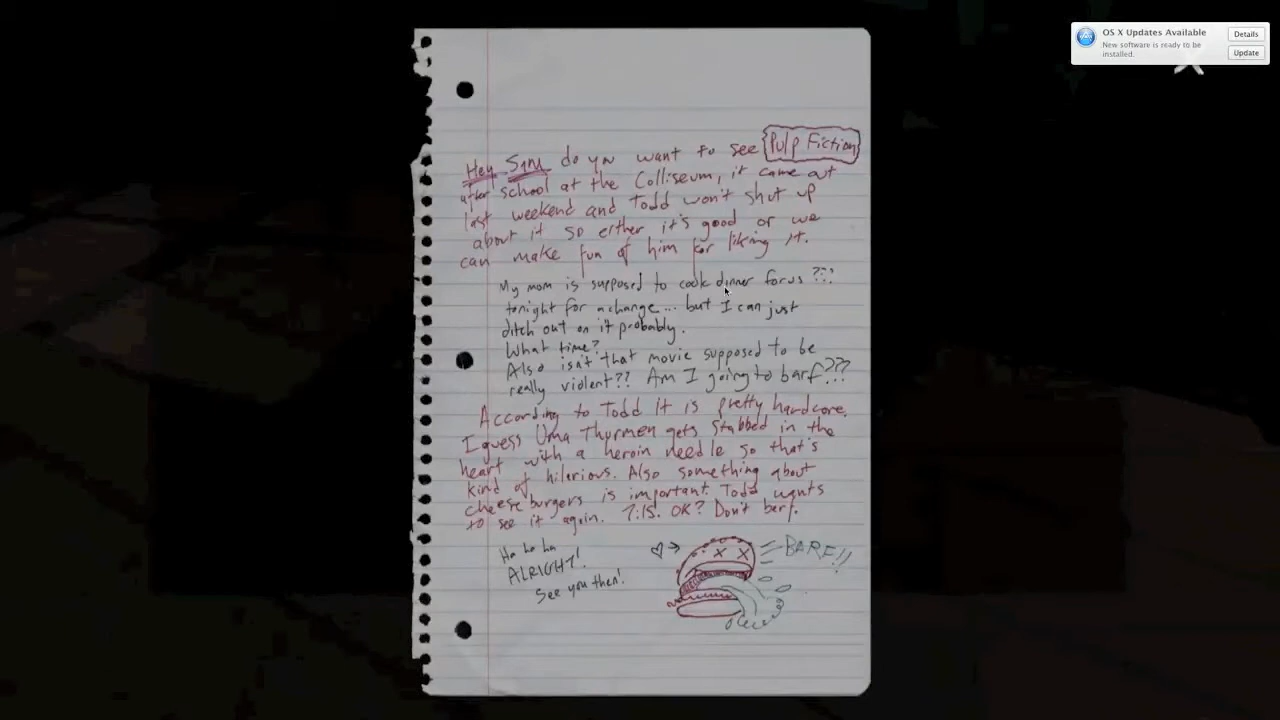 OS X Updates Available
New software is ready to be
installed.
Details
Update
Hey Sam do you want to see Pulp Fiction
after school at the Colliseum, it came out
last weekend and Todd won't shut up
about it so either it's good or we
can make fun of him for liking it.
My mom is supposed to cook dinner for us ???
tonight for a change... but I can just
ditch out on it probably.
What time?
Also isn't that movie supposed to be
really violent?? Am I going to barf???
According to Todd it is pretty hardcore,
I guess Uma Thurmen gets stabbed in the
heart with a heroin needle so that's
kind of hilerious. Also something about
cheeseburgers is important. Todd wants
to see it again. 7:15. OK? Don't barf.
Ha ha ha
ALRIGHT!
See you then!
BARF!!